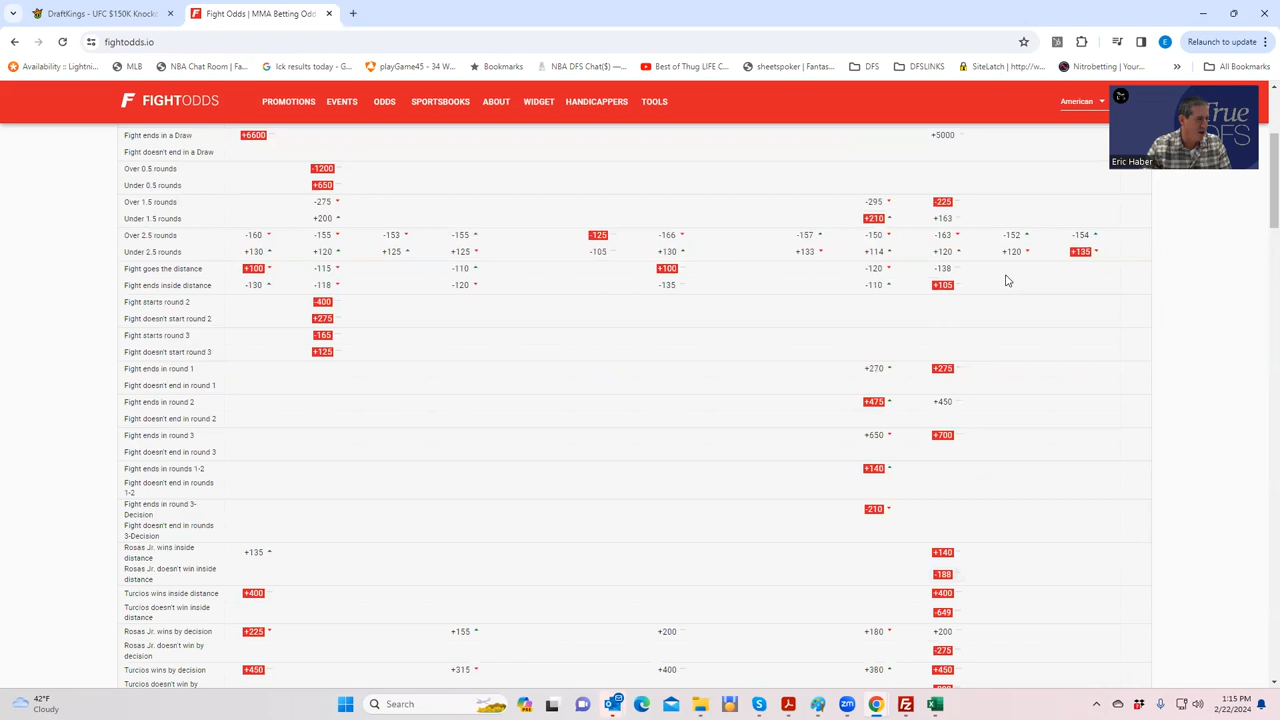 DraftKings - UFC $150K Knock
Fight Odds | MMA Betting Od
fightodds.io
Relaunch to update
Availability :: Lightni...
MLB
NBA Chat Room | Fa...
Ick results today - G...
playGame45 - 34 W...
Bookmarks
NBA DFS Chat($) —...
Best of Thug LIFE C...
sheetspoker | Fantas...
DFS
DFSLINKS
SiteLatch | http://w...
Nitrobetting | Your...
All Bookmarks
FIGHTODDS
PROMOTIONS EVENTS ODDS SPORTSBOOKS ABOUT WIDGET HANDICAPPERS TOOLS
American
True
DFS
Eric Haber
Fight ends in a Draw +6600 +5000
Fight doesn't end in a Draw
Over 0.5 rounds -1200
Under 0.5 rounds +650
Over 1.5 rounds -275 -295 -225
Under 1.5 rounds +200 +210 +163
Over 2.5 rounds -160 -155 -153 -155 -125 -166 -157 -150 -163 -152 -154
Under 2.5 rounds +130 +120 +125 +125 -105 +130 +133 +114 +120 +120 +135
Fight goes the distance +100 -115 -110 +100 -120 -138
Fight ends inside distance -130 -118 -120 -135 -110 +105
Fight starts round 2 -400
Fight doesn't start round 2 +275
Fight starts round 3 -165
Fight doesn't start round 3 +125
Fight ends in round 1 +270 +275
Fight doesn't end in round 1
Fight ends in round 2 +475 +450
Fight doesn't end in round 2
Fight ends in round 3 +650 +700
Fight doesn't end in round 3
Fight ends in rounds 1-2 +140
Fight doesn't end in rounds
1-2
Fight ends in round 3-
Decision -210
Fight doesn't end in rounds
3-Decision
Rosas Jr. wins inside
distance +135 +140
Rosas Jr. doesn't win inside
distance -188
Turcios wins inside distance +400 +400
Turcios doesn't win inside
distance -649
Rosas Jr. wins by decision +225 +155 +200 +180 +200
Rosas Jr. doesn't win by
decision -275
Turcios wins by decision +450 +315 +400 +380 +450
Turcios doesn't win by
42°F
Cloudy
Search
1:15 PM
2/22/2024